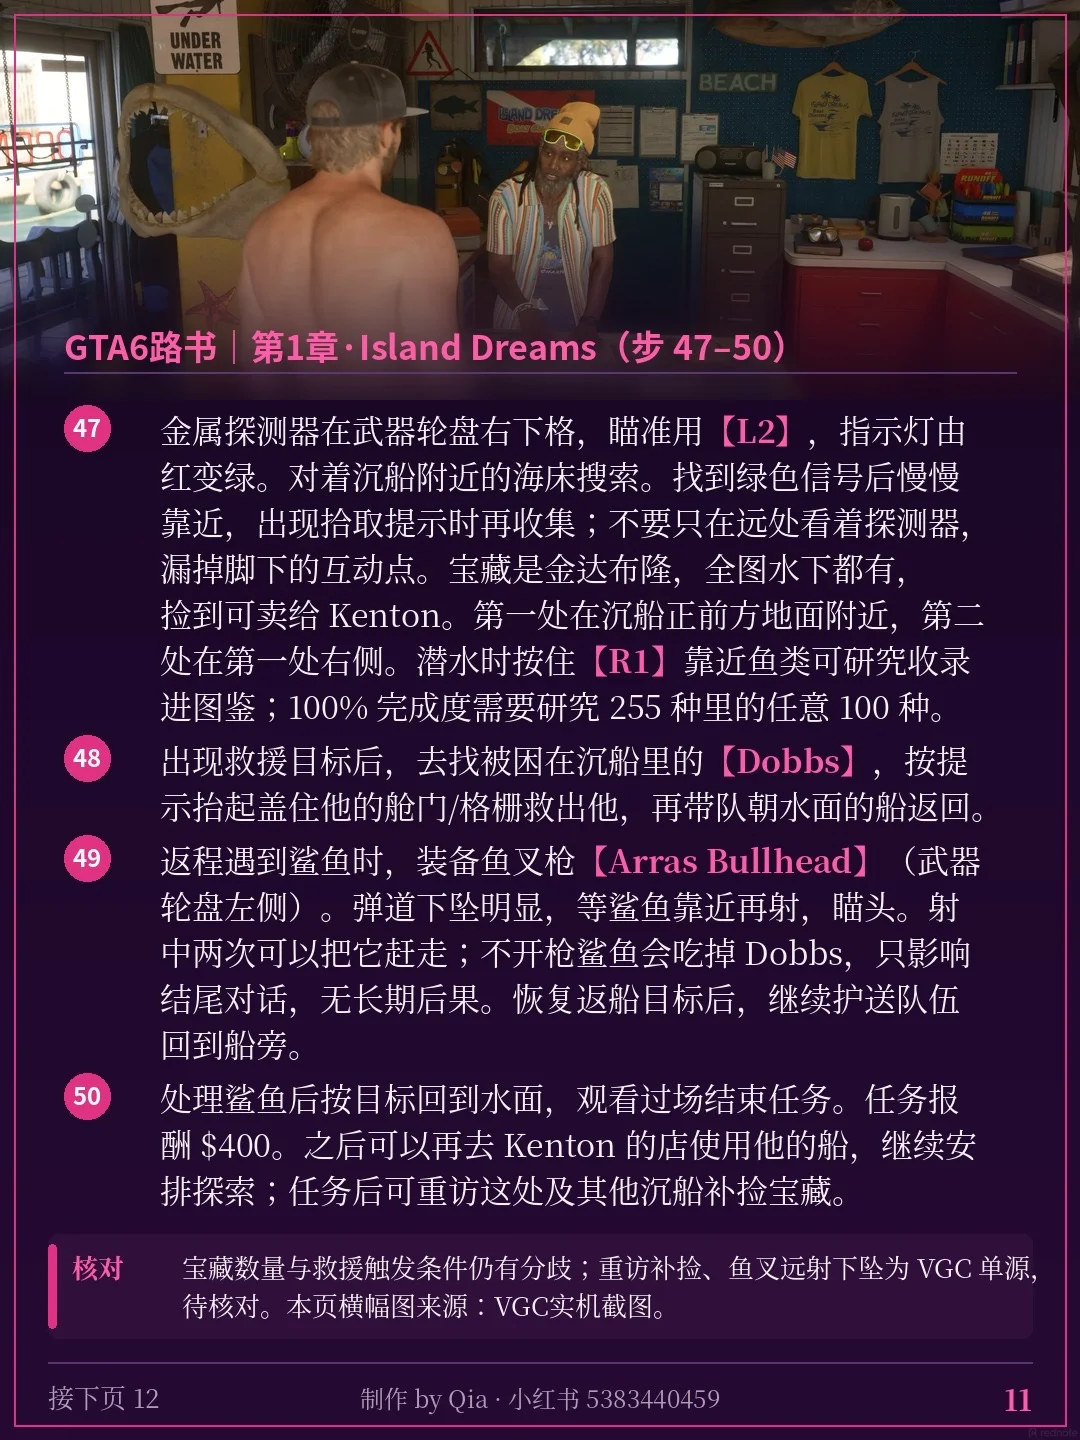 UNDER
WATER
BEACH
ISLAND DRE
RUNOFF
GTA6路书｜第1章·Island Dreams（步 47–50）
47
金属探测器在武器轮盘右下格，瞄准用【L2】，指示灯由
红变绿。对着沉船附近的海床搜索。找到绿色信号后慢慢
靠近，出现拾取提示时再收集；不要只在远处看着探测器，
漏掉脚下的互动点。宝藏是金达布隆，全图水下都有，
捡到可卖给 Kenton。第一处在沉船正前方地面附近，第二
处在第一处右侧。潜水时按住【R1】靠近鱼类可研究收录
进图鉴；100% 完成度需要研究 255 种里的任意 100 种。
48
出现救援目标后，去找被困在沉船里的【Dobbs】，按提
示抬起盖住他的舱门/格栅救出他，再带队朝水面的船返回。
49
返程遇到鲨鱼时，装备鱼叉枪【Arras Bullhead】（武器
轮盘左侧）。弹道下坠明显，等鲨鱼靠近再射，瞄头。射
中两次可以把它赶走；不开枪鲨鱼会吃掉 Dobbs，只影响
结尾对话，无长期后果。恢复返船目标后，继续护送队伍
回到船旁。
50
处理鲨鱼后按目标回到水面，观看过场结束任务。任务报
酬 $400。之后可以再去 Kenton 的店使用他的船，继续安
排探索；任务后可重访这处及其他沉船补捡宝藏。
核对
宝藏数量与救援触发条件仍有分歧；重访补捡、鱼叉远射下坠为 VGC 单源，
待核对。本页横幅图来源：VGC实机截图。
接下页 12
制作 by Qia · 小红书 5383440459
11
rednote